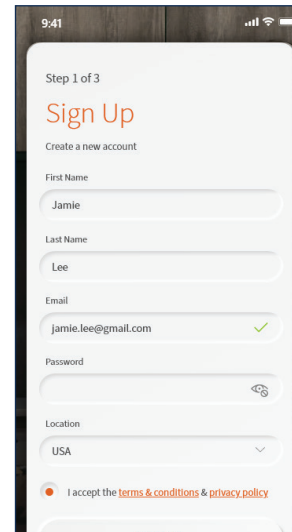 9:41
Step 1 of 3
Sign Up
Create a new account
First Name
Jamie
Last Name
Lee
Email
jamie.lee@gmail.com
Password
Location
USA
I accept the terms & conditions & privacy policy